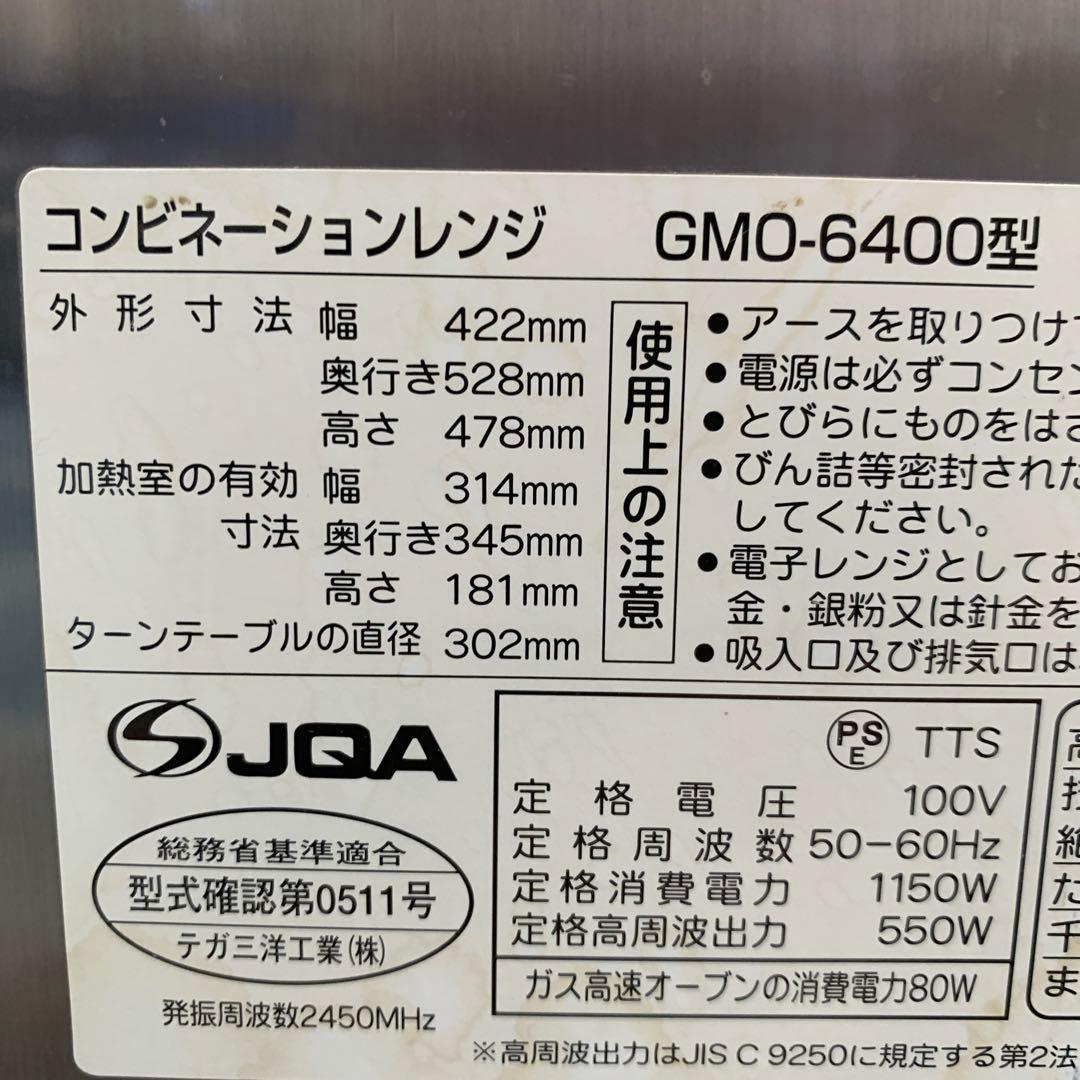 コンビネーションレンジ GMO-6400型
外形寸法 幅 422mm
奥行き528mm
高さ 478mm
加熱室の有効 幅 314mm
寸法 奥行き345mm
高さ 181mm
ターンテーブルの直径 302mm
使用上の注意
●アースを取りつけ
●電源は必ずコンセン
●とびらにものをはさ
●びん詰等密封された
してください。
●電子レンジとしてお
金・銀粉又は針金を
●吸入口及び排気口は
JQA
総務省基準適合
型式確認第0511号
テガ三洋工業(株)
発振周波数2450MHz
PSE TTS
定格電圧 100V
定格周波数 50-60Hz
定格消費電力 1150W
定格高周波出力 550W
ガス高速オーブンの消費電力80W
高
絶
た
千
ま
※高周波出力はJIS C 9250に規定する第2法